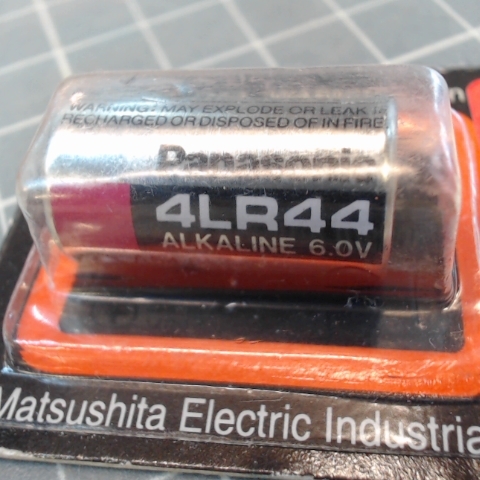 WARNING: MAY EXPLODE OR LEAK IF
RECHARGED OR DISPOSED OF IN FIRE
Panasonic
4LR44
ALKALINE 6.0V
Matsushita Electric Industria